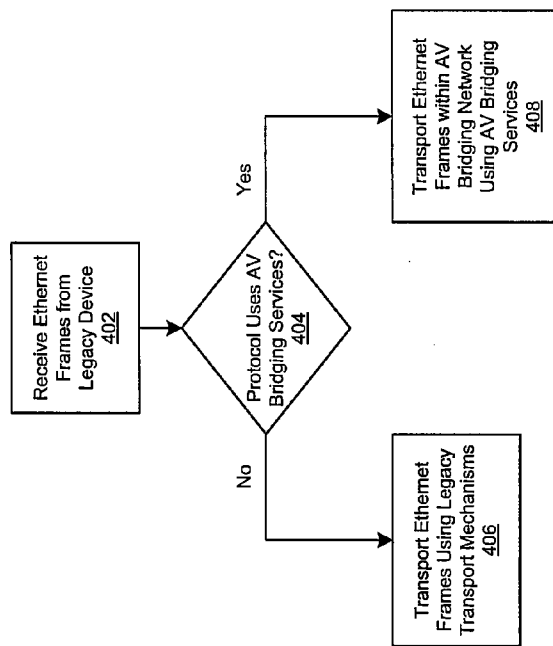 Receive Ethernet
Frames from
Legacy Device
402
Protocol Uses AV
Bridging Services?
404
No
Yes
Transport Ethernet
Frames Using Legacy
Transport Mechanisms
406
Transport Ethernet
Frames within AV
Bridging Network
Using AV Bridging
Services
408